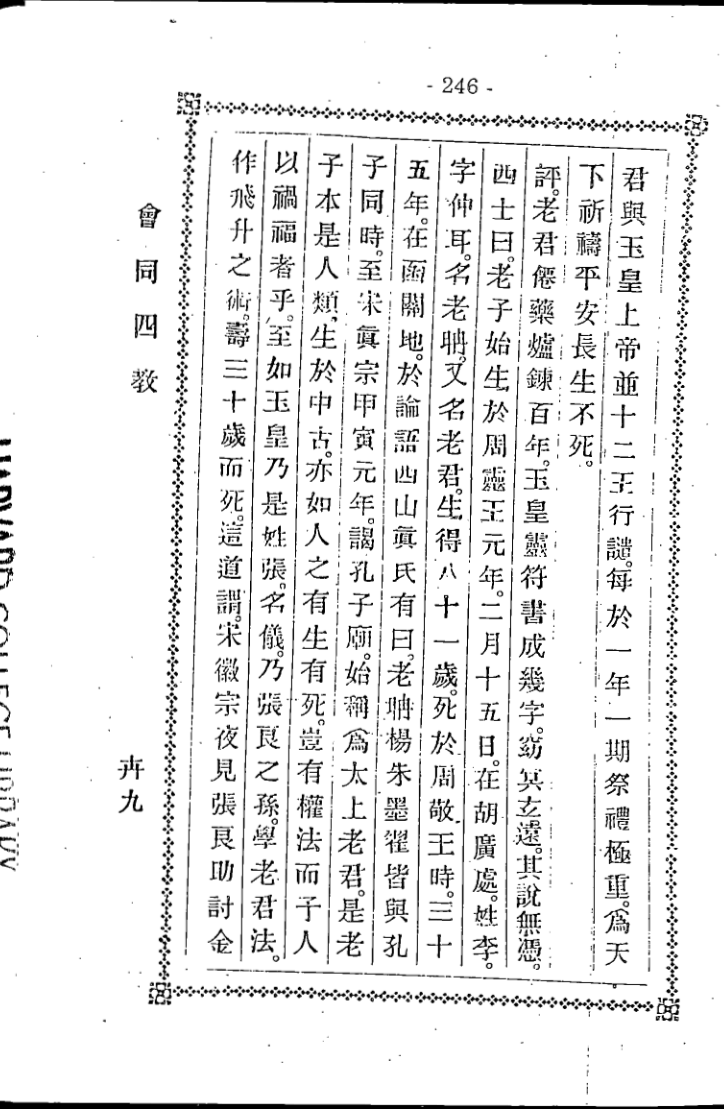 - 246 -
君與玉皇上帝並十二王行譴。每於一年一期祭禮極重。爲天
下祈禱平安長生不死。
評。老君僊藥爐鍊百年。玉皇靈符書成幾字。窈冥玄遠。其說無憑。
西士曰。老子始生於周靈王元年。二月十五日。在胡廣處。姓李。
字仲耳。名老聃。又名老君。生得八十一歲。死於周敬王時。三十
五年。在函關地。於論語西山眞氏有曰。老聃楊朱墨翟皆與孔
子同時。至宋眞宗甲寅元年。謁孔子廟。始稱爲太上老君。是老
子本是人類。生於中古。亦如人之有生有死。豈有權法而予人
以禍福者乎。至如玉皇乃是姓張。名儀。乃張良之孫。學老君法。
作飛升之術。壽三十歲而死。這道謂。宋徽宗夜見張良助討金
會同四教
卉九
HARVARD COLLEGE LIBRARY